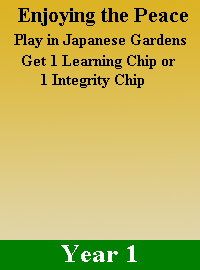 Enjoying the Peace
Play in Japanese Gardens
Get 1 Learning Chip or
1 Integrity Chip
Year 1